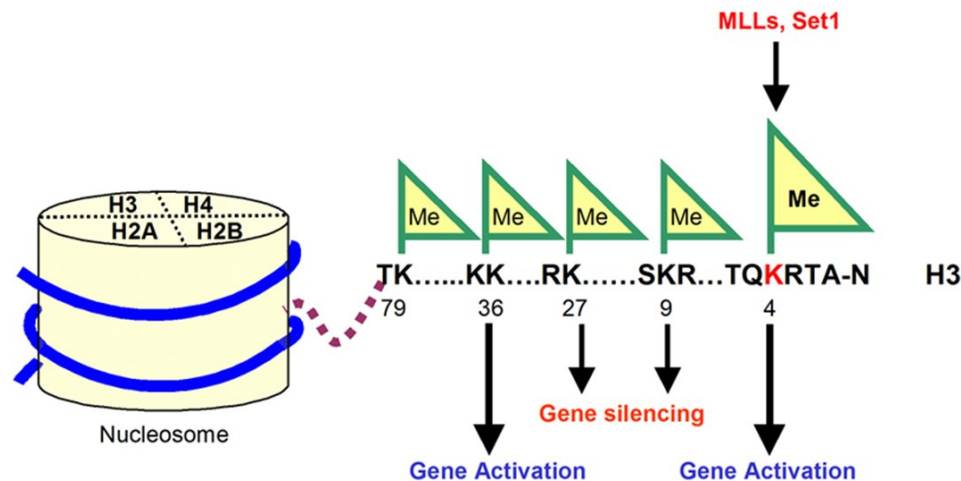 MLLs, Set1
Me
Me Me Me Me
H3 H4
H2A H2B
TK......KK....RK......SKR...TQKRTA-N H3
79 36 27 9 4
Gene silencing
Nucleosome
Gene Activation Gene Activation